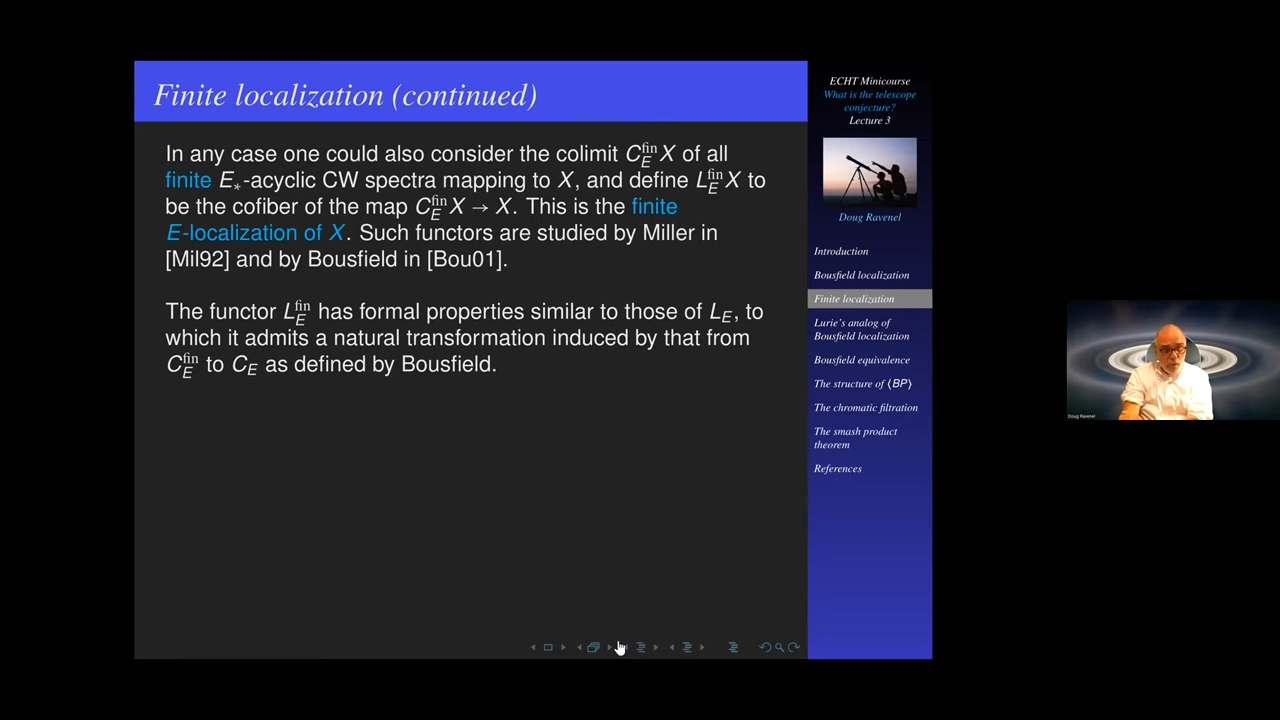 Finite localization (continued)
In any case one could also consider the colimit C_E^fin X of all
finite E_*-acyclic CW spectra mapping to X, and define L_E^fin X to
be the cofiber of the map C_E^fin X → X. This is the finite
E-localization of X. Such functors are studied by Miller in
[Mil92] and by Bousfield in [Bou01].
The functor L_E^fin has formal properties similar to those of L_E, to
which it admits a natural transformation induced by that from
C_E^fin to C_E as defined by Bousfield.
ECHT Minicourse
What is the telescope
conjecture?
Lecture 3
Doug Ravenel
Introduction
Bousfield localization
Finite localization
Lurie's analog of
Bousfield localization
Bousfield equivalence
The structure of ⟨BP⟩
The chromatic filtration
The smash product
theorem
References
Doug Ravenel